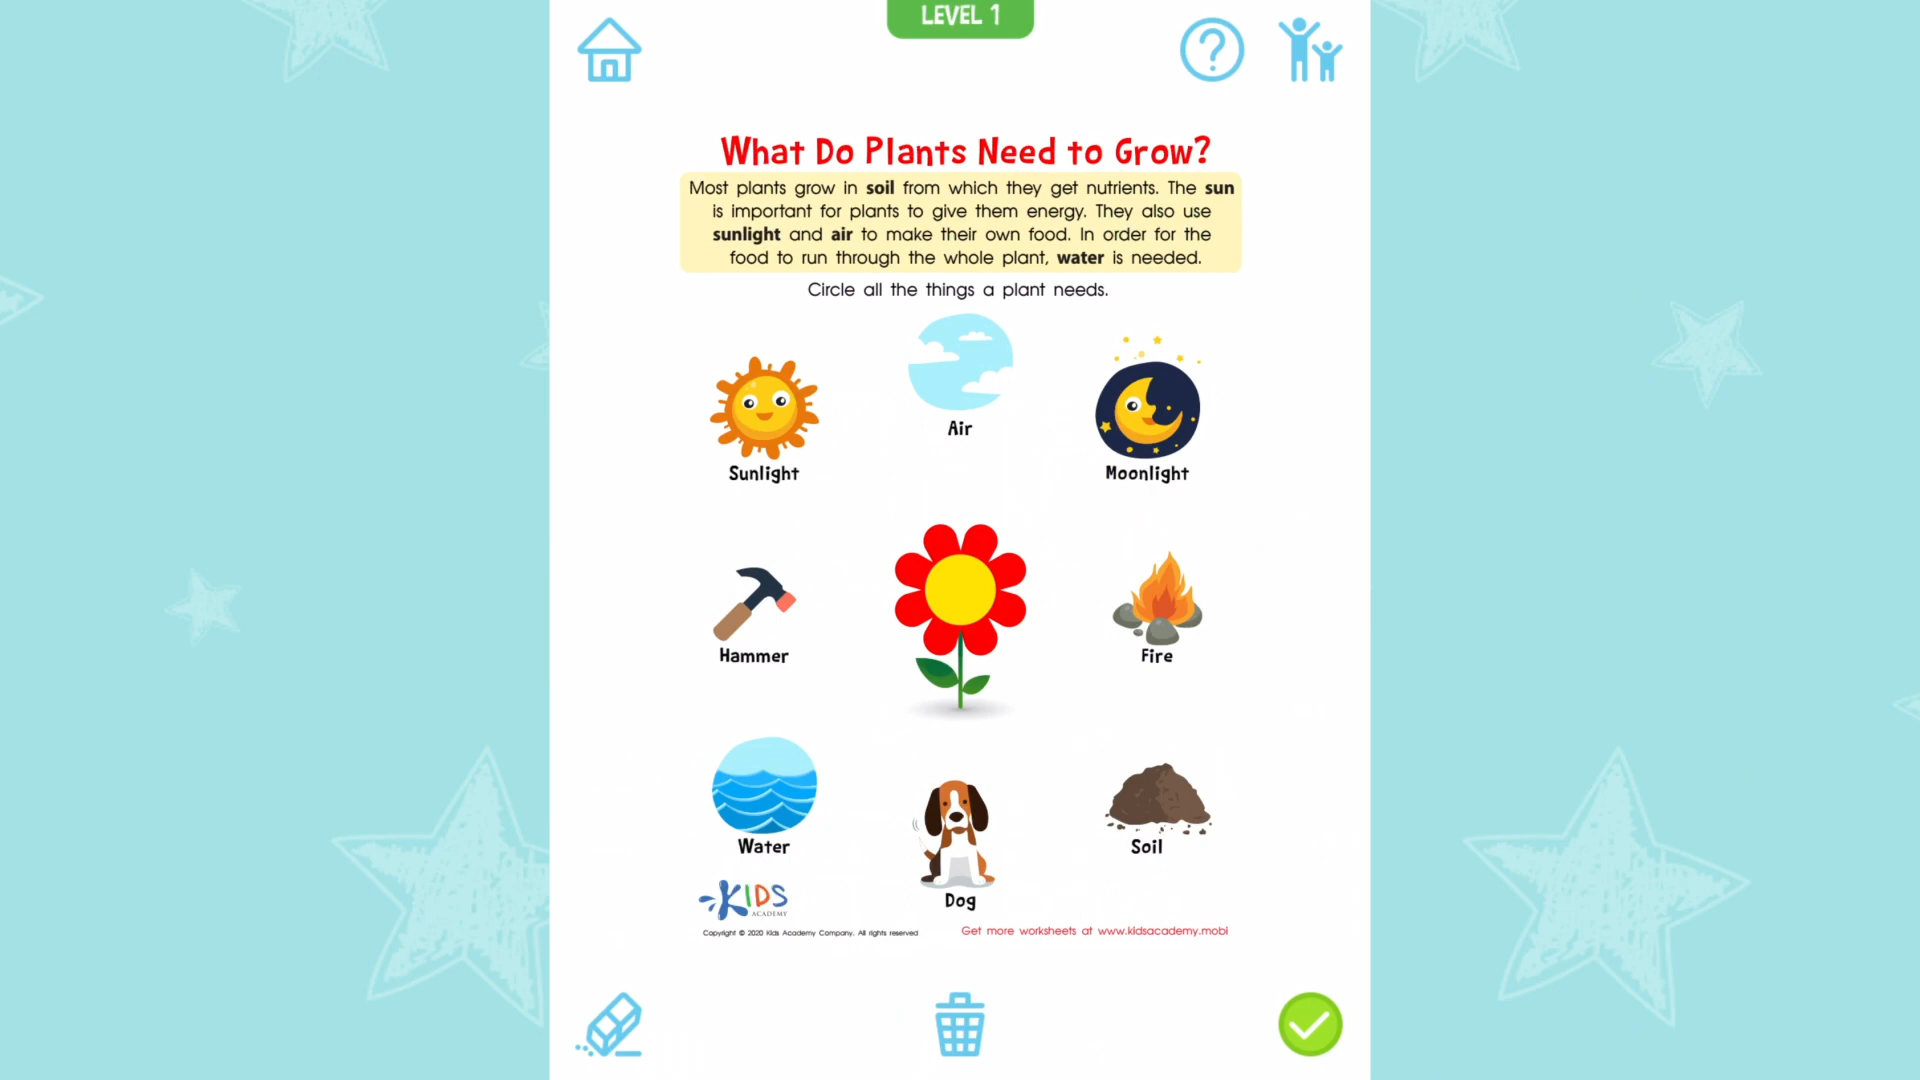 LEVEL 1
What Do Plants Need to Grow?
Most plants grow in soil from which they get nutrients. The sun
is important for plants to give them energy. They also use
sunlight and air to make their own food. In order for the
food to run through the whole plant, water is needed.
Circle all the things a plant needs.
Air
Sunlight
Moonlight
Hammer
Fire
Water
Soil
Dog
KIDS
ACADEMY
Copyright © 2020 Kids Academy Company. All rights reserved
Get more worksheets at www.kidsacademy.mobi